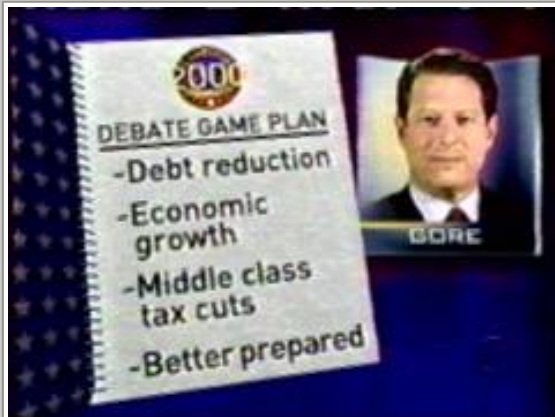 2000
DEBATE GAME PLAN
-Debt reduction
-Economic
growth
-Middle class
tax cuts
-Better prepared
GORE